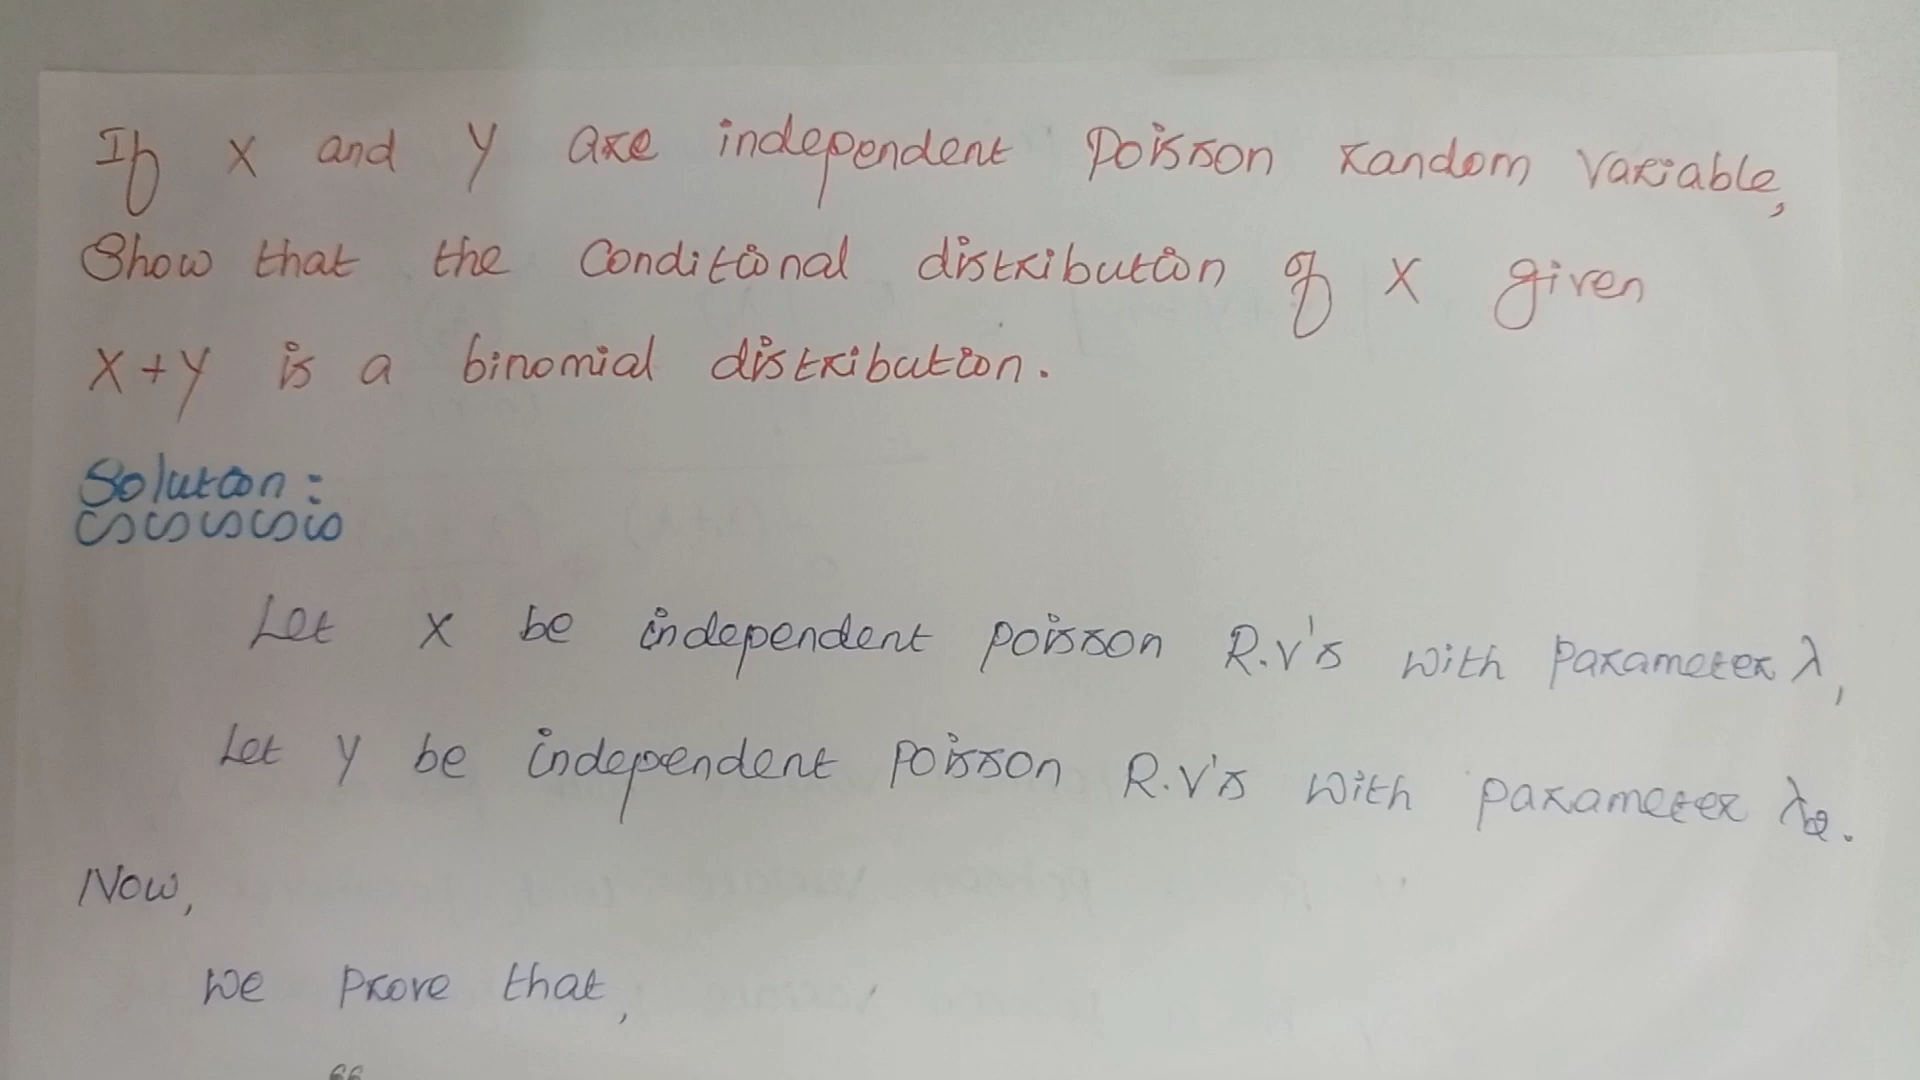 If X and Y are independent Poisson random variable,
Show that the Conditional distribution of X given
X+Y is a binomial distribution.
Solution:
Let X be independent poisson R.V's with parameter λ,
Let Y be independent poisson R.V's with parameter λ₂.
Now,
We prove that,